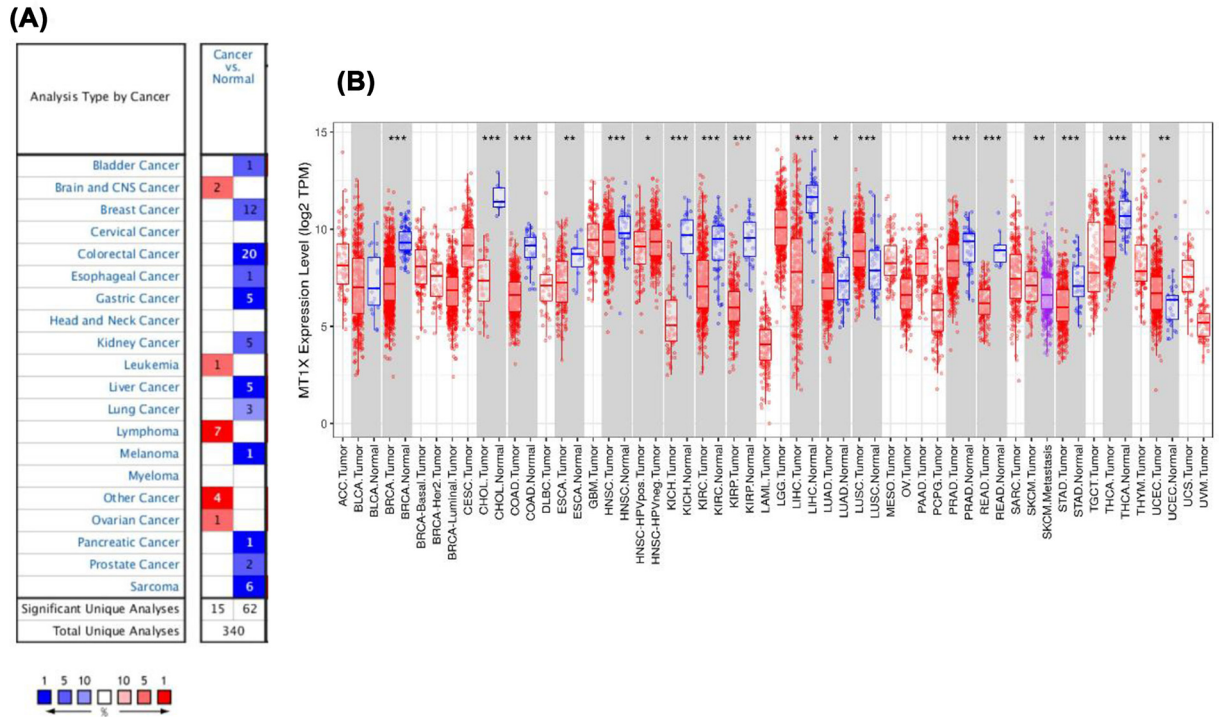 (A)
Analysis Type by Cancer
Cancer
vs.
Normal
Bladder Cancer 1
Brain and CNS Cancer 2
Breast Cancer 12
Cervical Cancer
Colorectal Cancer 20
Esophageal Cancer 1
Gastric Cancer 5
Head and Neck Cancer
Kidney Cancer 5
Leukemia 1
Liver Cancer 5
Lung Cancer 3
Lymphoma 7
Melanoma 1
Myeloma
Other Cancer 4
Ovarian Cancer 1
Pancreatic Cancer 1
Prostate Cancer 2
Sarcoma 6
Significant Unique Analyses 15 62
Total Unique Analyses 340
1 5 10 10 5 1
%
(B)
MT1X Expression Level (log2 TPM)
15
10
5
0
*** *** *** ** *** * *** *** *** *** * *** *** *** ** *** *** **
ACC.Tumor
BLCA.Tumor
BLCA.Normal
BRCA.Tumor
BRCA.Normal
BRCA-Basal.Tumor
BRCA-Her2.Tumor
BRCA-Luminal.Tumor
CESC.Tumor
CHOL.Tumor
CHOL.Normal
COAD.Tumor
COAD.Normal
DLBC.Tumor
ESCA.Tumor
ESCA.Normal
GBM.Tumor
HNSC.Tumor
HNSC.Normal
HNSC-HPVpos.Tumor
HNSC-HPVneg.Tumor
KICH.Tumor
KICH.Normal
KIRC.Tumor
KIRC.Normal
KIRP.Tumor
KIRP.Normal
LAML.Tumor
LGG.Tumor
LIHC.Tumor
LIHC.Normal
LUAD.Tumor
LUAD.Normal
LUSC.Tumor
LUSC.Normal
MESO.Tumor
OV.Tumor
PAAD.Tumor
PCPG.Tumor
PRAD.Tumor
PRAD.Normal
READ.Tumor
READ.Normal
SARC.Tumor
SKCM.Tumor
SKCM.Metastasis
STAD.Tumor
STAD.Normal
TGCT.Tumor
THCA.Tumor
THCA.Normal
THYM.Tumor
UCEC.Tumor
UCEC.Normal
UCS.Tumor
UVM.Tumor